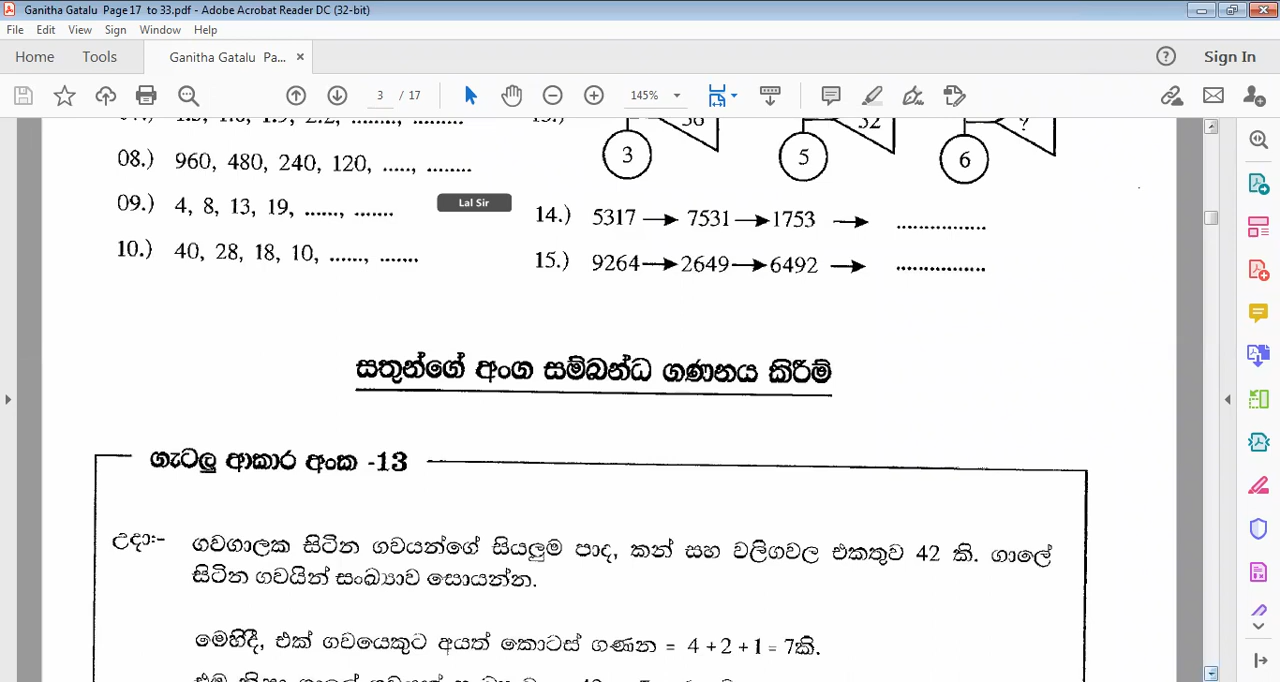 Ganitha Gatalu Page 17 to 33.pdf - Adobe Acrobat Reader DC (32-bit)
File Edit View Sign Window Help
Home Tools Ganitha Gatalu Pa... × Sign In
3 / 17 145%
36 52 ?
3 5 6
08.) 960, 480, 240, 120, ....., ........
09.) 4, 8, 13, 19, ......, .......
Lal Sir
10.) 40, 28, 18, 10, ......, .......
14.) 5317 → 7531 → 1753 → ................
15.) 9264 → 2649 → 6492 → ................
සතුන්ගේ අංග සම්බන්ධ ගණනය කිරීම්
ගැටලු ආකාර අංක -13
උදා:- ගවගාලක සිටින ගවයන්ගේ සියලුම පාද, කන් සහ වලිගවල එකතුව 42 කි. ගාලේ
සිටින ගවයින් සංඛ්‍යාව සොයන්න.
මෙහිදී, එක් ගවයෙකුට අයත් කොටස් ගණන = 4 + 2 + 1 = 7කි.